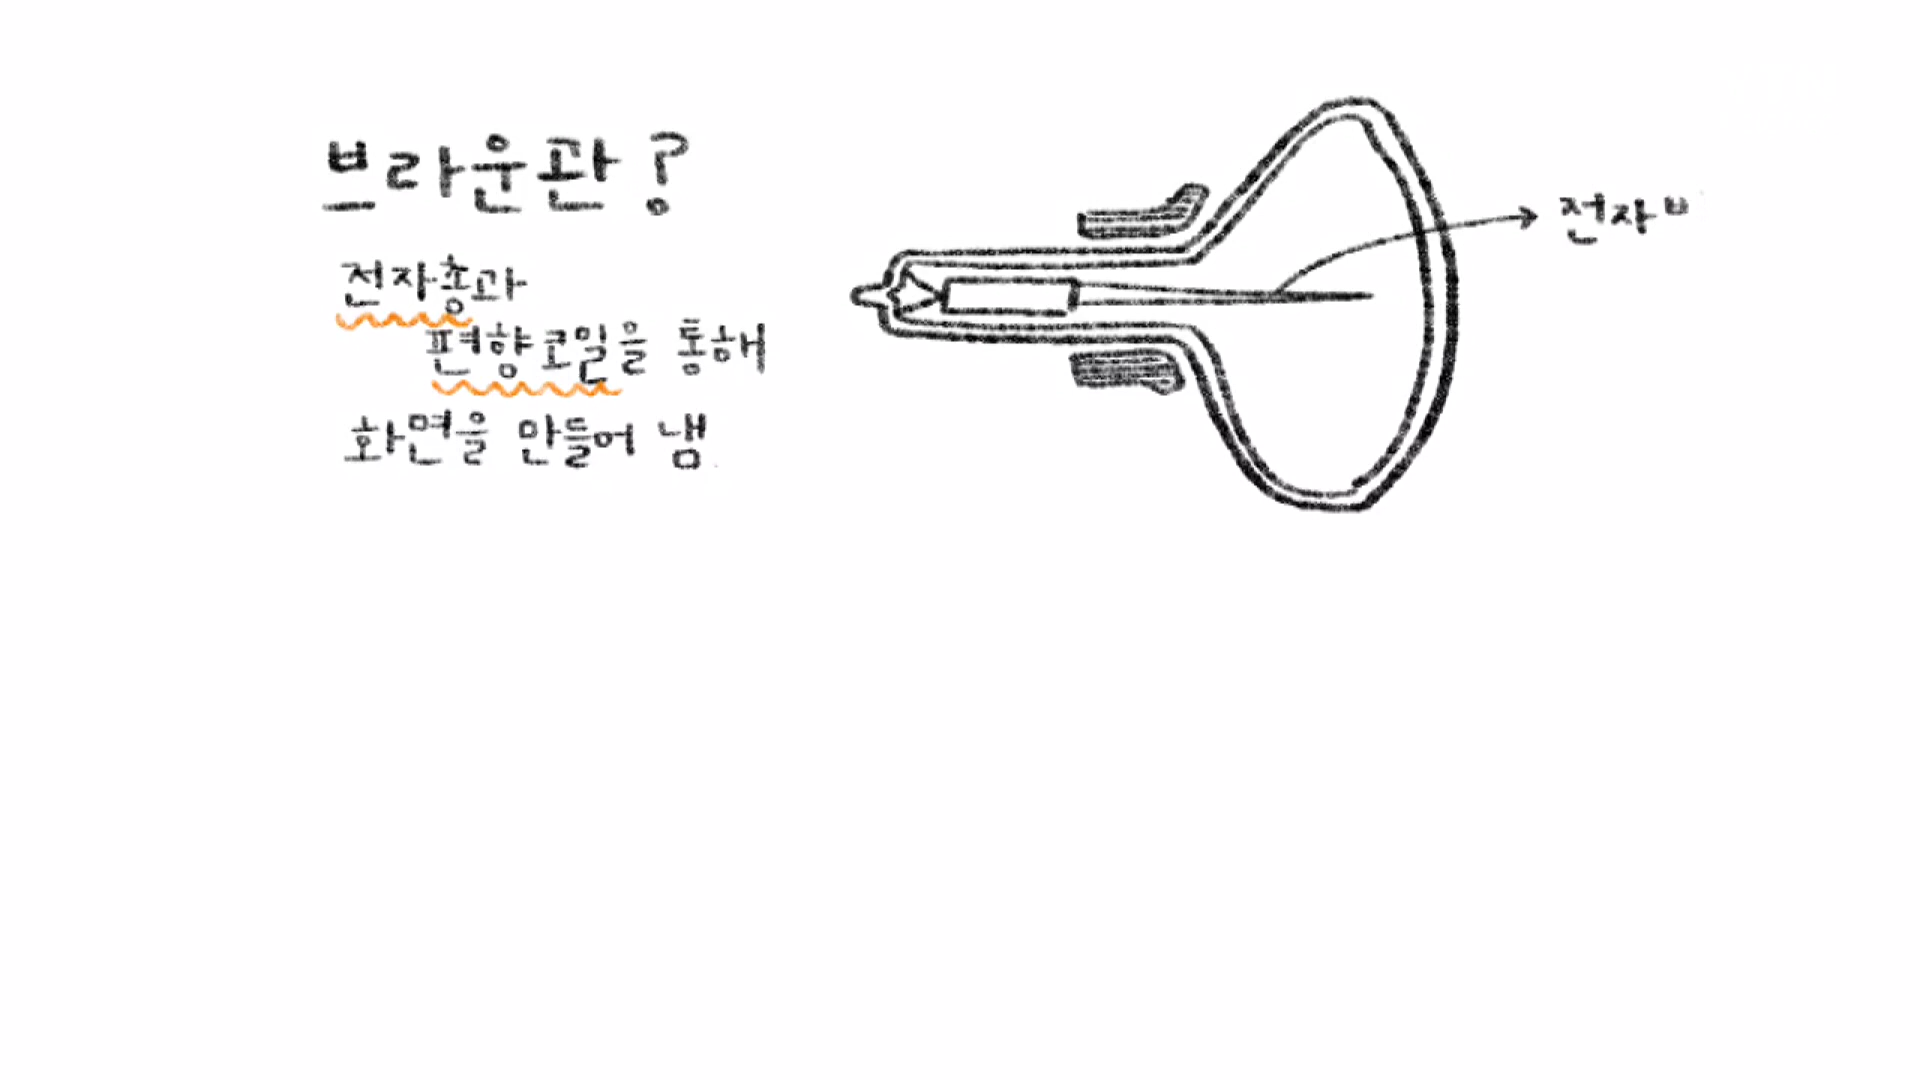 브라운관?
전자총과
편향코일을 통해
화면을 만들어 냄
전자ㅂ